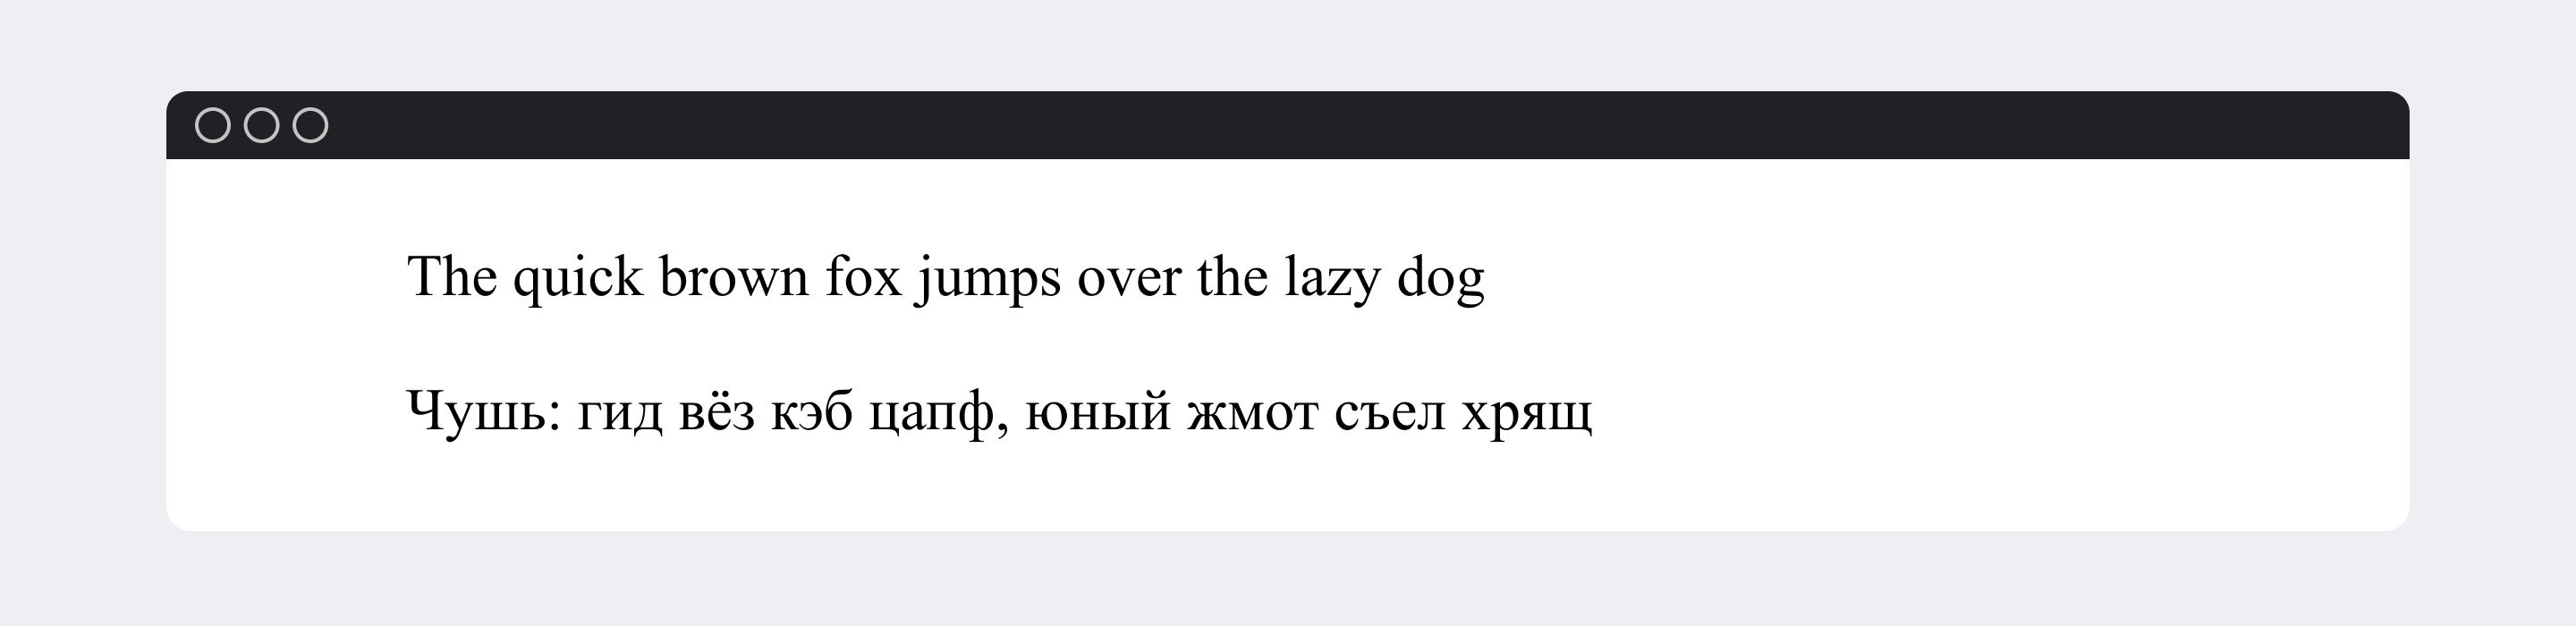 The quick brown fox jumps over the lazy dog
Чушь: гид вёз кэб цапф, юный жмот съел хрящ